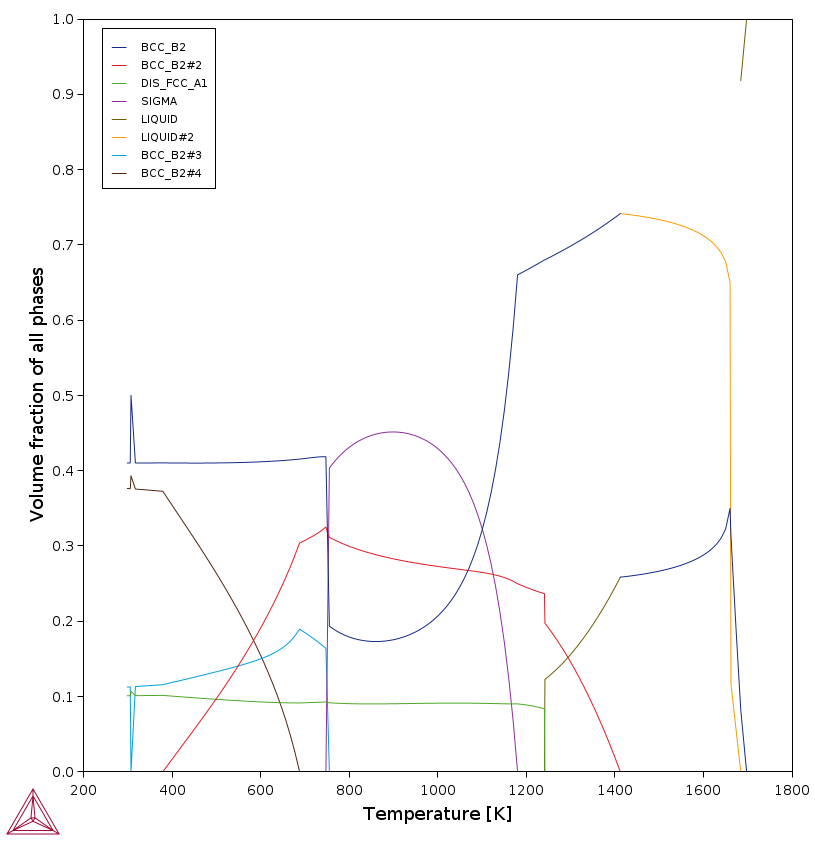 1.0
BCC_B2
BCC_B2#2
DIS_FCC_A1
SIGMA
LIQUID
LIQUID#2
BCC_B2#3
BCC_B2#4
0.9
0.8
0.7
0.6
0.5
0.4
0.3
0.2
0.1
0.0
Volume fraction of all phases
200 400 600 800 1000 1200 1400 1600 1800
Temperature [K]